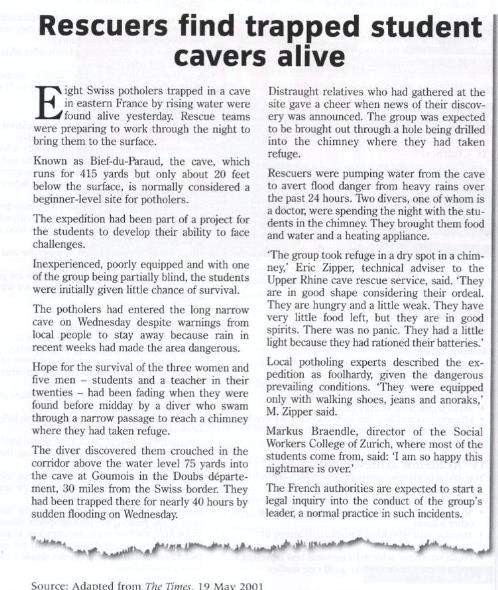 Rescuers find trapped student
cavers alive
Eight Swiss potholers trapped in a cave
in eastern France by rising water were
found alive yesterday. Rescue teams
were preparing to work through the night to
bring them to the surface.
Known as Bief-du-Paraud, the cave, which
runs for 415 yards but only about 20 feet
below the surface, is normally considered a
beginner-level site for potholers.
The expedition had been part of a project for
the students to develop their ability to face
challenges.
Inexperienced, poorly equipped and with one
of the group being partially blind, the students
were initially given little chance of survival.
The potholers had entered the long narrow
cave on Wednesday despite warnings from
local people to stay away because rain in
recent weeks had made the area dangerous.
Hope for the survival of the three women and
five men – students and a teacher in their
twenties – had been fading when they were
found before midday by a diver who swam
through a narrow passage to reach a chimney
where they had taken refuge.
The diver discovered them crouched in the
corridor above the water level 75 yards into
the cave at Goumois in the Doubs départe-
ment, 30 miles from the Swiss border. They
had been trapped there for nearly 40 hours by
sudden flooding on Wednesday.
Distraught relatives who had gathered at the
site gave a cheer when news of their discov-
ery was announced. The group was expected
to be brought out through a hole being drilled
into the chimney where they had taken
refuge.
Rescuers were pumping water from the cave
to avert flood danger from heavy rains over
the past 24 hours. Two divers, one of whom is
a doctor, were spending the night with the stu-
dents in the chimney. They brought them food
and water and a heating appliance.
'The group took refuge in a dry spot in a chim-
ney,' Eric Zipper, technical adviser to the
Upper Rhine cave rescue service, said. 'They
are in good shape considering their ordeal.
They are hungry and a little weak. They have
very little food left, but they are in good
spirits. There was no panic. They had a little
light because they had rationed their batteries.'
Local potholing experts described the ex-
pedition as foolhardy, given the dangerous
prevailing conditions. 'They were equipped
only with walking shoes, jeans and anoraks,'
M. Zipper said.
Markus Braendle, director of the Social
Workers College of Zurich, where most of the
students come from, said: 'I am so happy this
nightmare is over.'
The French authorities are expected to start a
legal inquiry into the conduct of the group's
leader, a normal practice in such incidents.
Source: Adapted from The Times, 19 May 2001